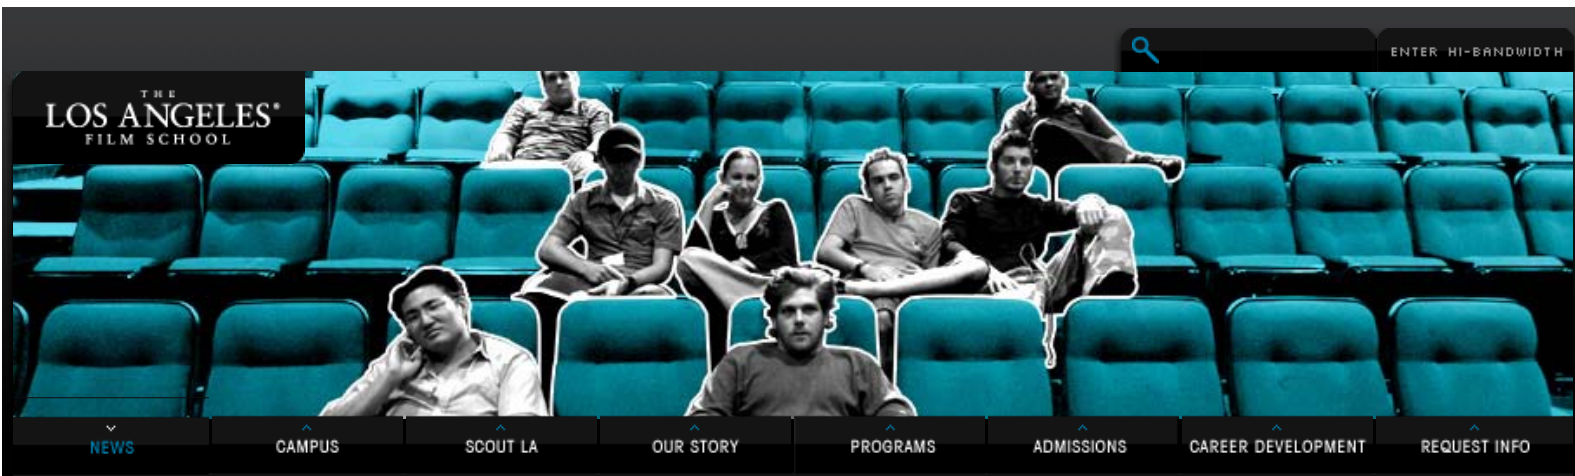 ENTER HI-BANDWIDTH
THE
LOS ANGELES®
FILM SCHOOL
NEWS
CAMPUS
SCOUT LA
OUR STORY
PROGRAMS
ADMISSIONS
CAREER DEVELOPMENT
REQUEST INFO